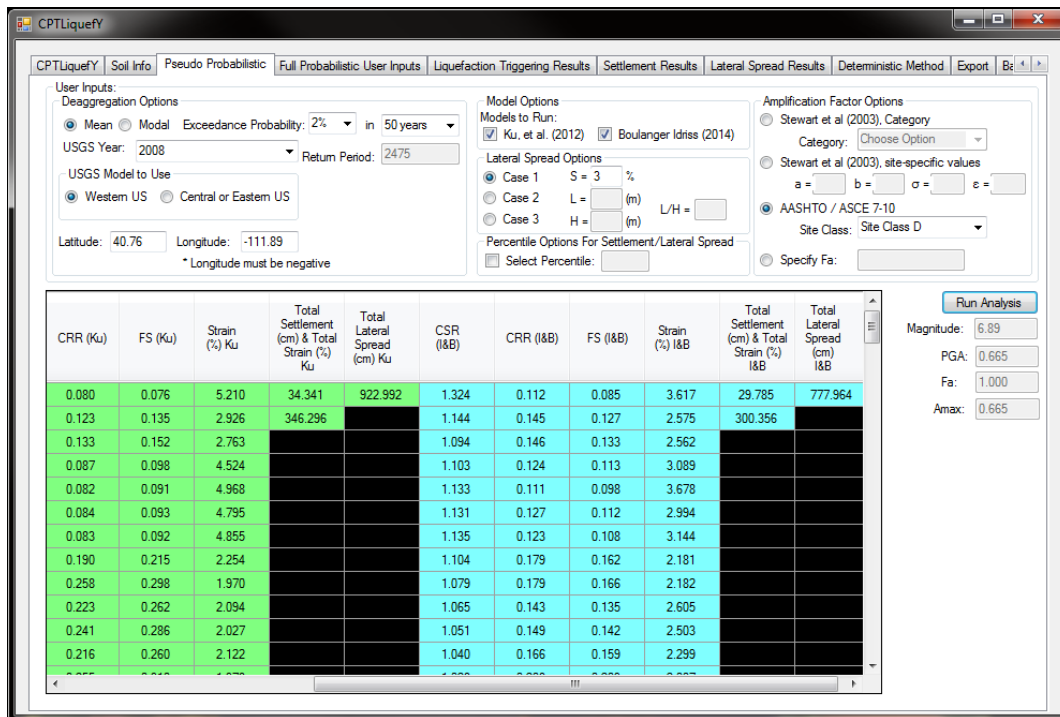 CPTLiquefY
CPTLiquefY Soil Info Pseudo Probabilistic Full Probabilistic User Inputs Liquefaction Triggering Results Settlement Results Lateral Spread Results Deterministic Method Export
User Inputs:
Deaggregation Options
Mean Modal Exceedance Probability: 2% in 50 years
USGS Year: 2008 Return Period: 2475
USGS Model to Use
Western US Central or Eastern US
Latitude: 40.76 Longitude: -111.89
* Longitude must be negative
Model Options
Models to Run:
Ku, et al. (2012) Boulanger Idriss (2014)
Lateral Spread Options
Case 1 S = 3 %
Case 2 L = (m)
L/H =
Case 3 H = (m)
Percentile Options For Settlement/Lateral Spread
Select Percentile:
Amplification Factor Options
Stewart et al (2003), Category
Category: Choose Option
Stewart et al (2003), site-specific values
a = b = σ = ε =
AASHTO / ASCE 7-10
Site Class: Site Class D
Specify Fa:
CRR (Ku) FS (Ku) Strain (%) Ku Total Settlement (cm) & Total Strain (%) Ku Total Lateral Spread (cm) Ku CSR (I&B) CRR (I&B) FS (I&B) Strain (%) I&B Total Settlement (cm) & Total Strain (%) I&B Total Lateral Spread (cm) I&B
0.080 0.076 5.210 34.341 922.992 1.324 0.112 0.085 3.617 29.785 777.964
0.123 0.135 2.926 346.296 1.144 0.145 0.127 2.575 300.356
0.133 0.152 2.763 1.094 0.146 0.133 2.562
0.087 0.098 4.524 1.103 0.124 0.113 3.089
0.082 0.091 4.968 1.133 0.111 0.098 3.678
0.084 0.093 4.795 1.131 0.127 0.112 2.994
0.083 0.092 4.855 1.135 0.123 0.108 3.144
0.190 0.215 2.254 1.104 0.179 0.162 2.181
0.258 0.298 1.970 1.079 0.179 0.166 2.182
0.223 0.262 2.094 1.065 0.143 0.135 2.605
0.241 0.286 2.027 1.051 0.149 0.142 2.503
0.216 0.260 2.122 1.040 0.166 0.159 2.299
Run Analysis
Magnitude: 6.89
PGA: 0.665
Fa: 1.000
Amax: 0.665